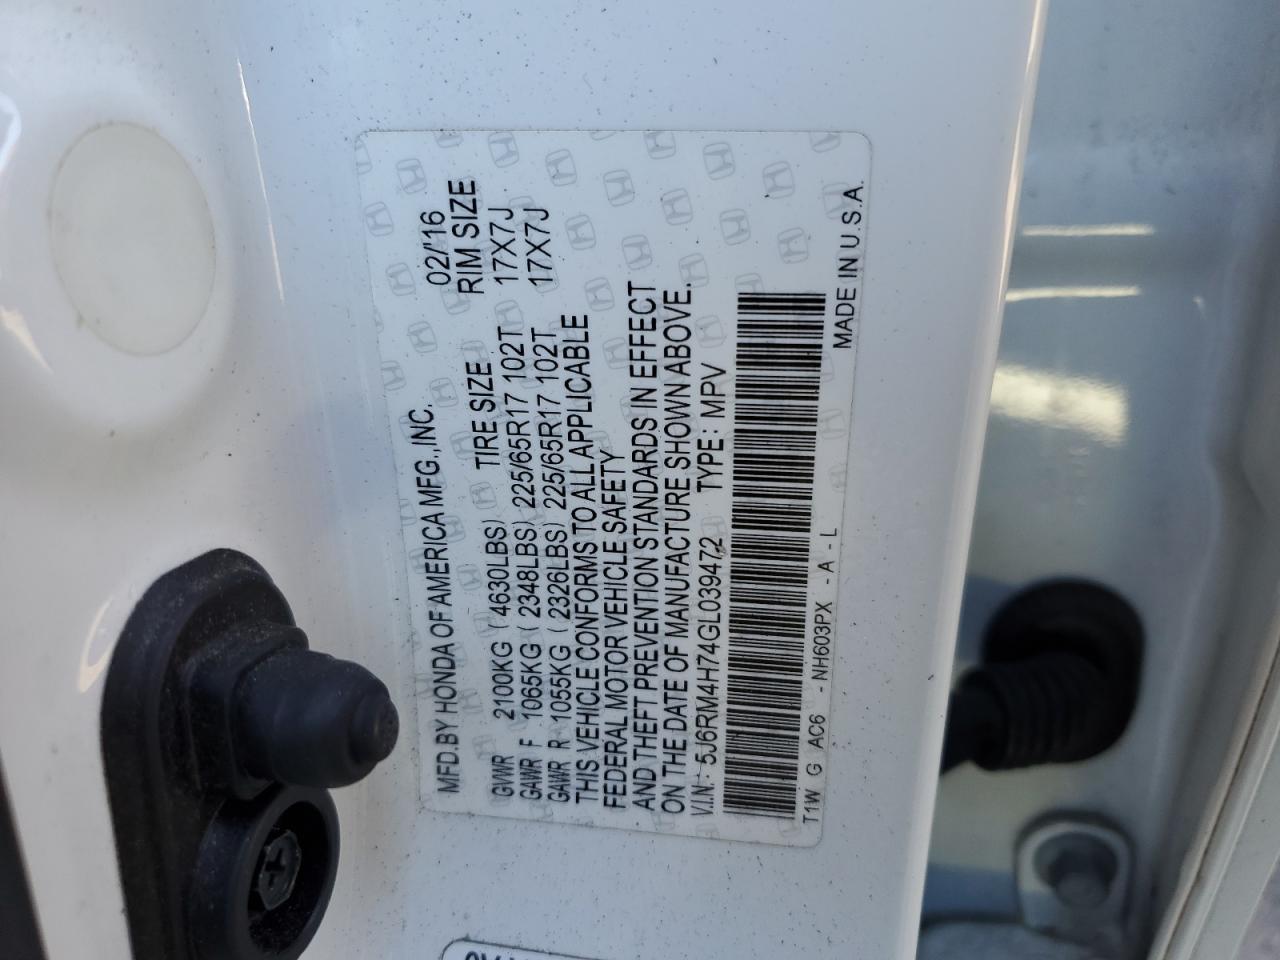 MFD.BY HONDA OF AMERICA MFG.,INC. 02/'16
TIRE SIZE RIM SIZE
GVWR 2100KG ( 4630LBS)
GAWR F 1065KG ( 2348LBS) 225/65R17 102T 17X7J
GAWR R 1055KG ( 2326LBS) 225/65R17 102T 17X7J
THIS VEHICLE CONFORMS TO ALL APPLICABLE
FEDERAL MOTOR VEHICLE SAFETY
AND THEFT PREVENTION STANDARDS IN EFFECT
ON THE DATE OF MANUFACTURE SHOWN ABOVE.
V.I.N: 5J6RM4H74GL039472 TYPE: MPV
T1W G AC6 - NH603PX - A - L MADE IN U.S.A.